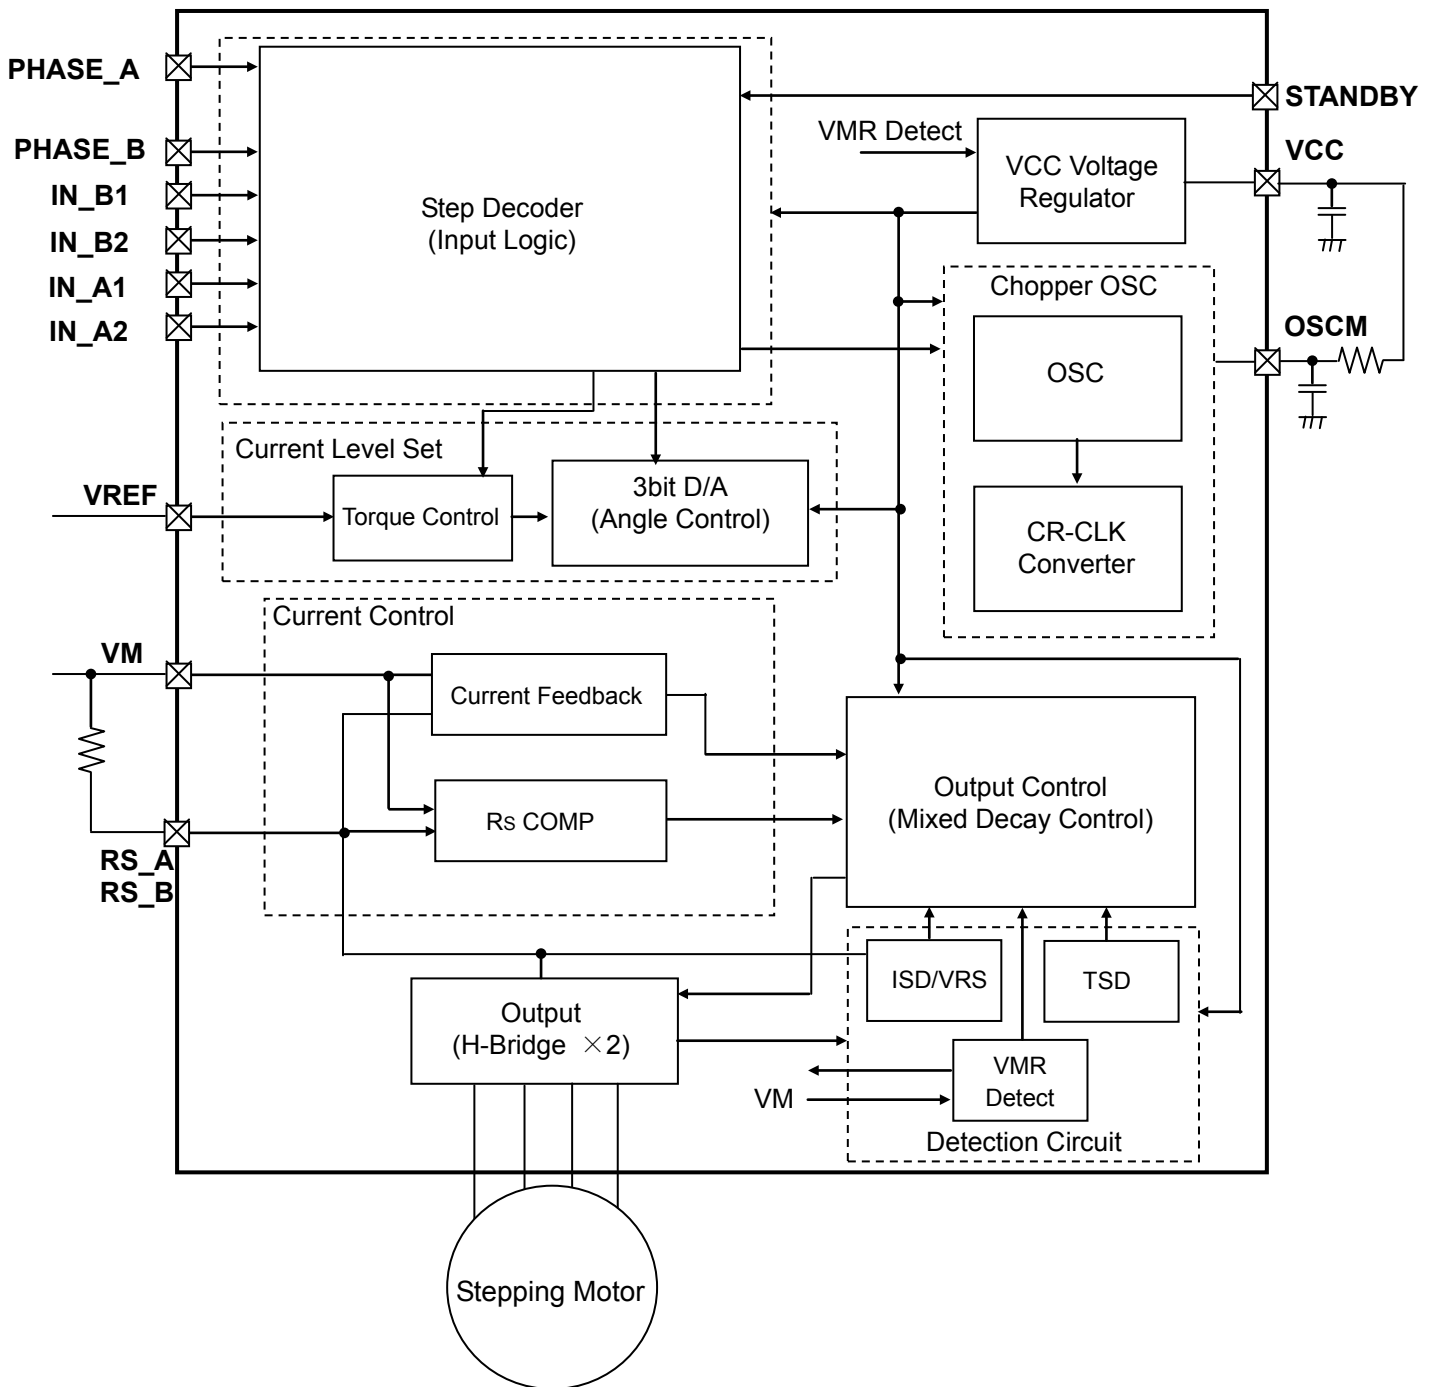 PHASE_A
STANDBY
VMR Detect
PHASE_B
VCC
VCC Voltage
Regulator
IN_B1
Step Decoder
(Input Logic)
IN_B2
IN_A1
Chopper OSC
IN_A2
OSCM
OSC
Current Level Set
VREF
Torque Control
3bit D/A
(Angle Control)
CR-CLK
Converter
Current Control
VM
Current Feedback
Output Control
(Mixed Decay Control)
RS COMP
RS_A
RS_B
ISD/VRS
TSD
Output
(H-Bridge ×2)
VMR
Detect
VM
Detection Circuit
Stepping Motor